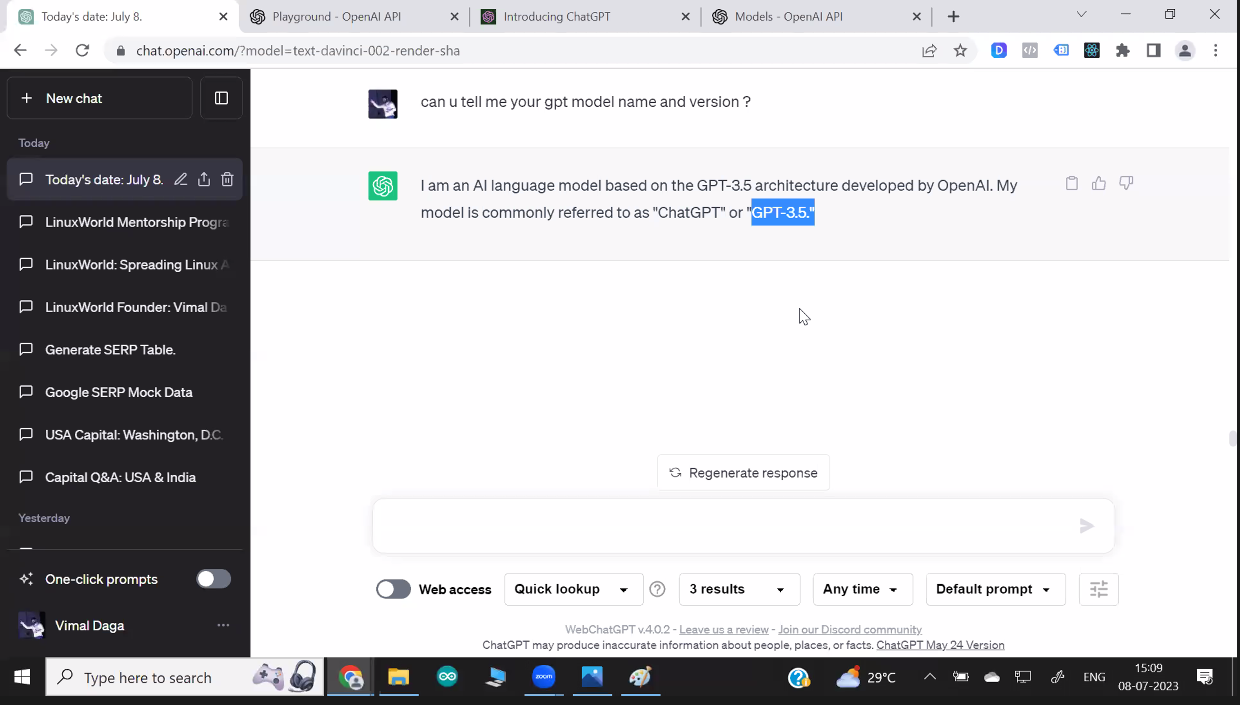 Today's date: July 8.
Playground - OpenAI API
Introducing ChatGPT
Models - OpenAI API
chat.openai.com/?model=text-davinci-002-render-sha
D
New chat
Today
Today's date: July 8.
LinuxWorld Mentorship Progra
LinuxWorld: Spreading Linux A
LinuxWorld Founder: Vimal Da
Generate SERP Table.
Google SERP Mock Data
USA Capital: Washington, D.C.
Capital Q&A: USA & India
Yesterday
One-click prompts
Vimal Daga
can u tell me your gpt model name and version ?
I am an AI language model based on the GPT-3.5 architecture developed by OpenAI. My
model is commonly referred to as "ChatGPT" or "GPT-3.5."
Regenerate response
Web access
Quick lookup
3 results
Any time
Default prompt
WebChatGPT v.4.0.2 - Leave us a review - Join our Discord community
ChatGPT may produce inaccurate information about people, places, or facts. ChatGPT May 24 Version
Type here to search
zoom
29°C
ENG
15:09
08-07-2023